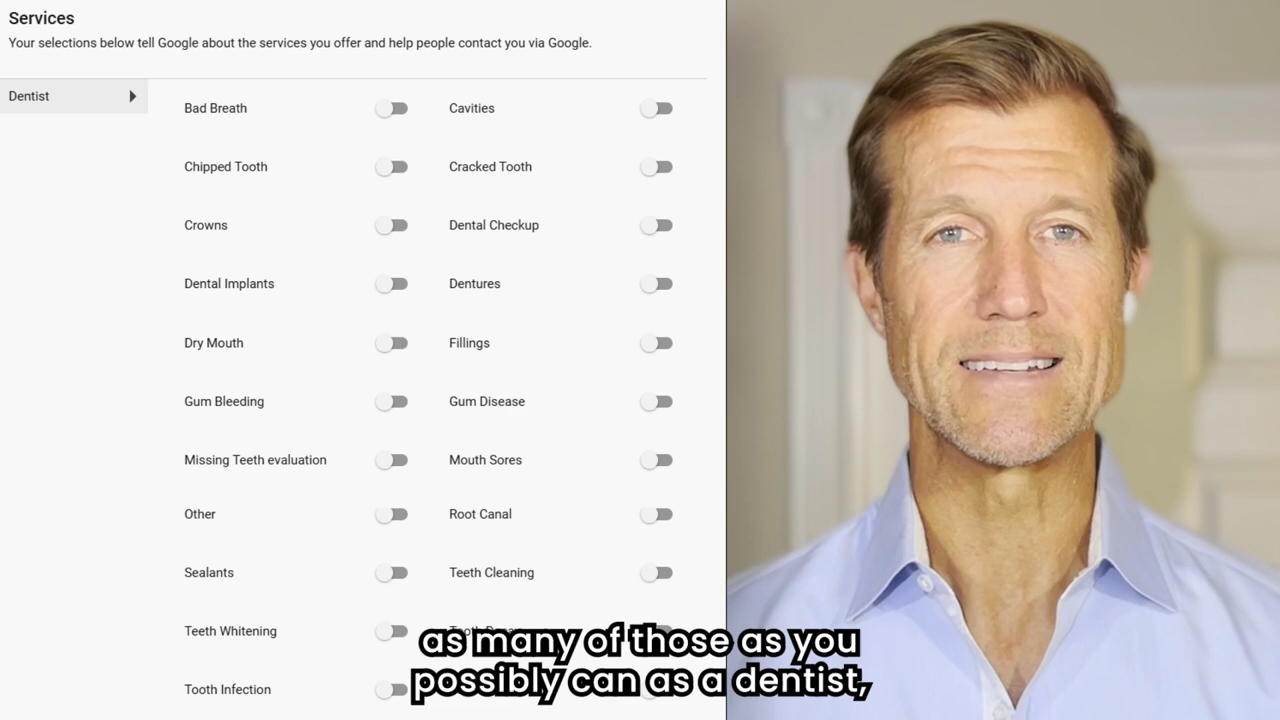 Services
Your selections below tell Google about the services you offer and help people contact you via Google.
Dentist
Bad Breath Cavities
Chipped Tooth Cracked Tooth
Crowns Dental Checkup
Dental Implants Dentures
Dry Mouth Fillings
Gum Bleeding Gum Disease
Missing Teeth evaluation Mouth Sores
Other Root Canal
Sealants Teeth Cleaning
Teeth Whitening
as many of those as you
possibly can as a dentist,
Tooth Infection